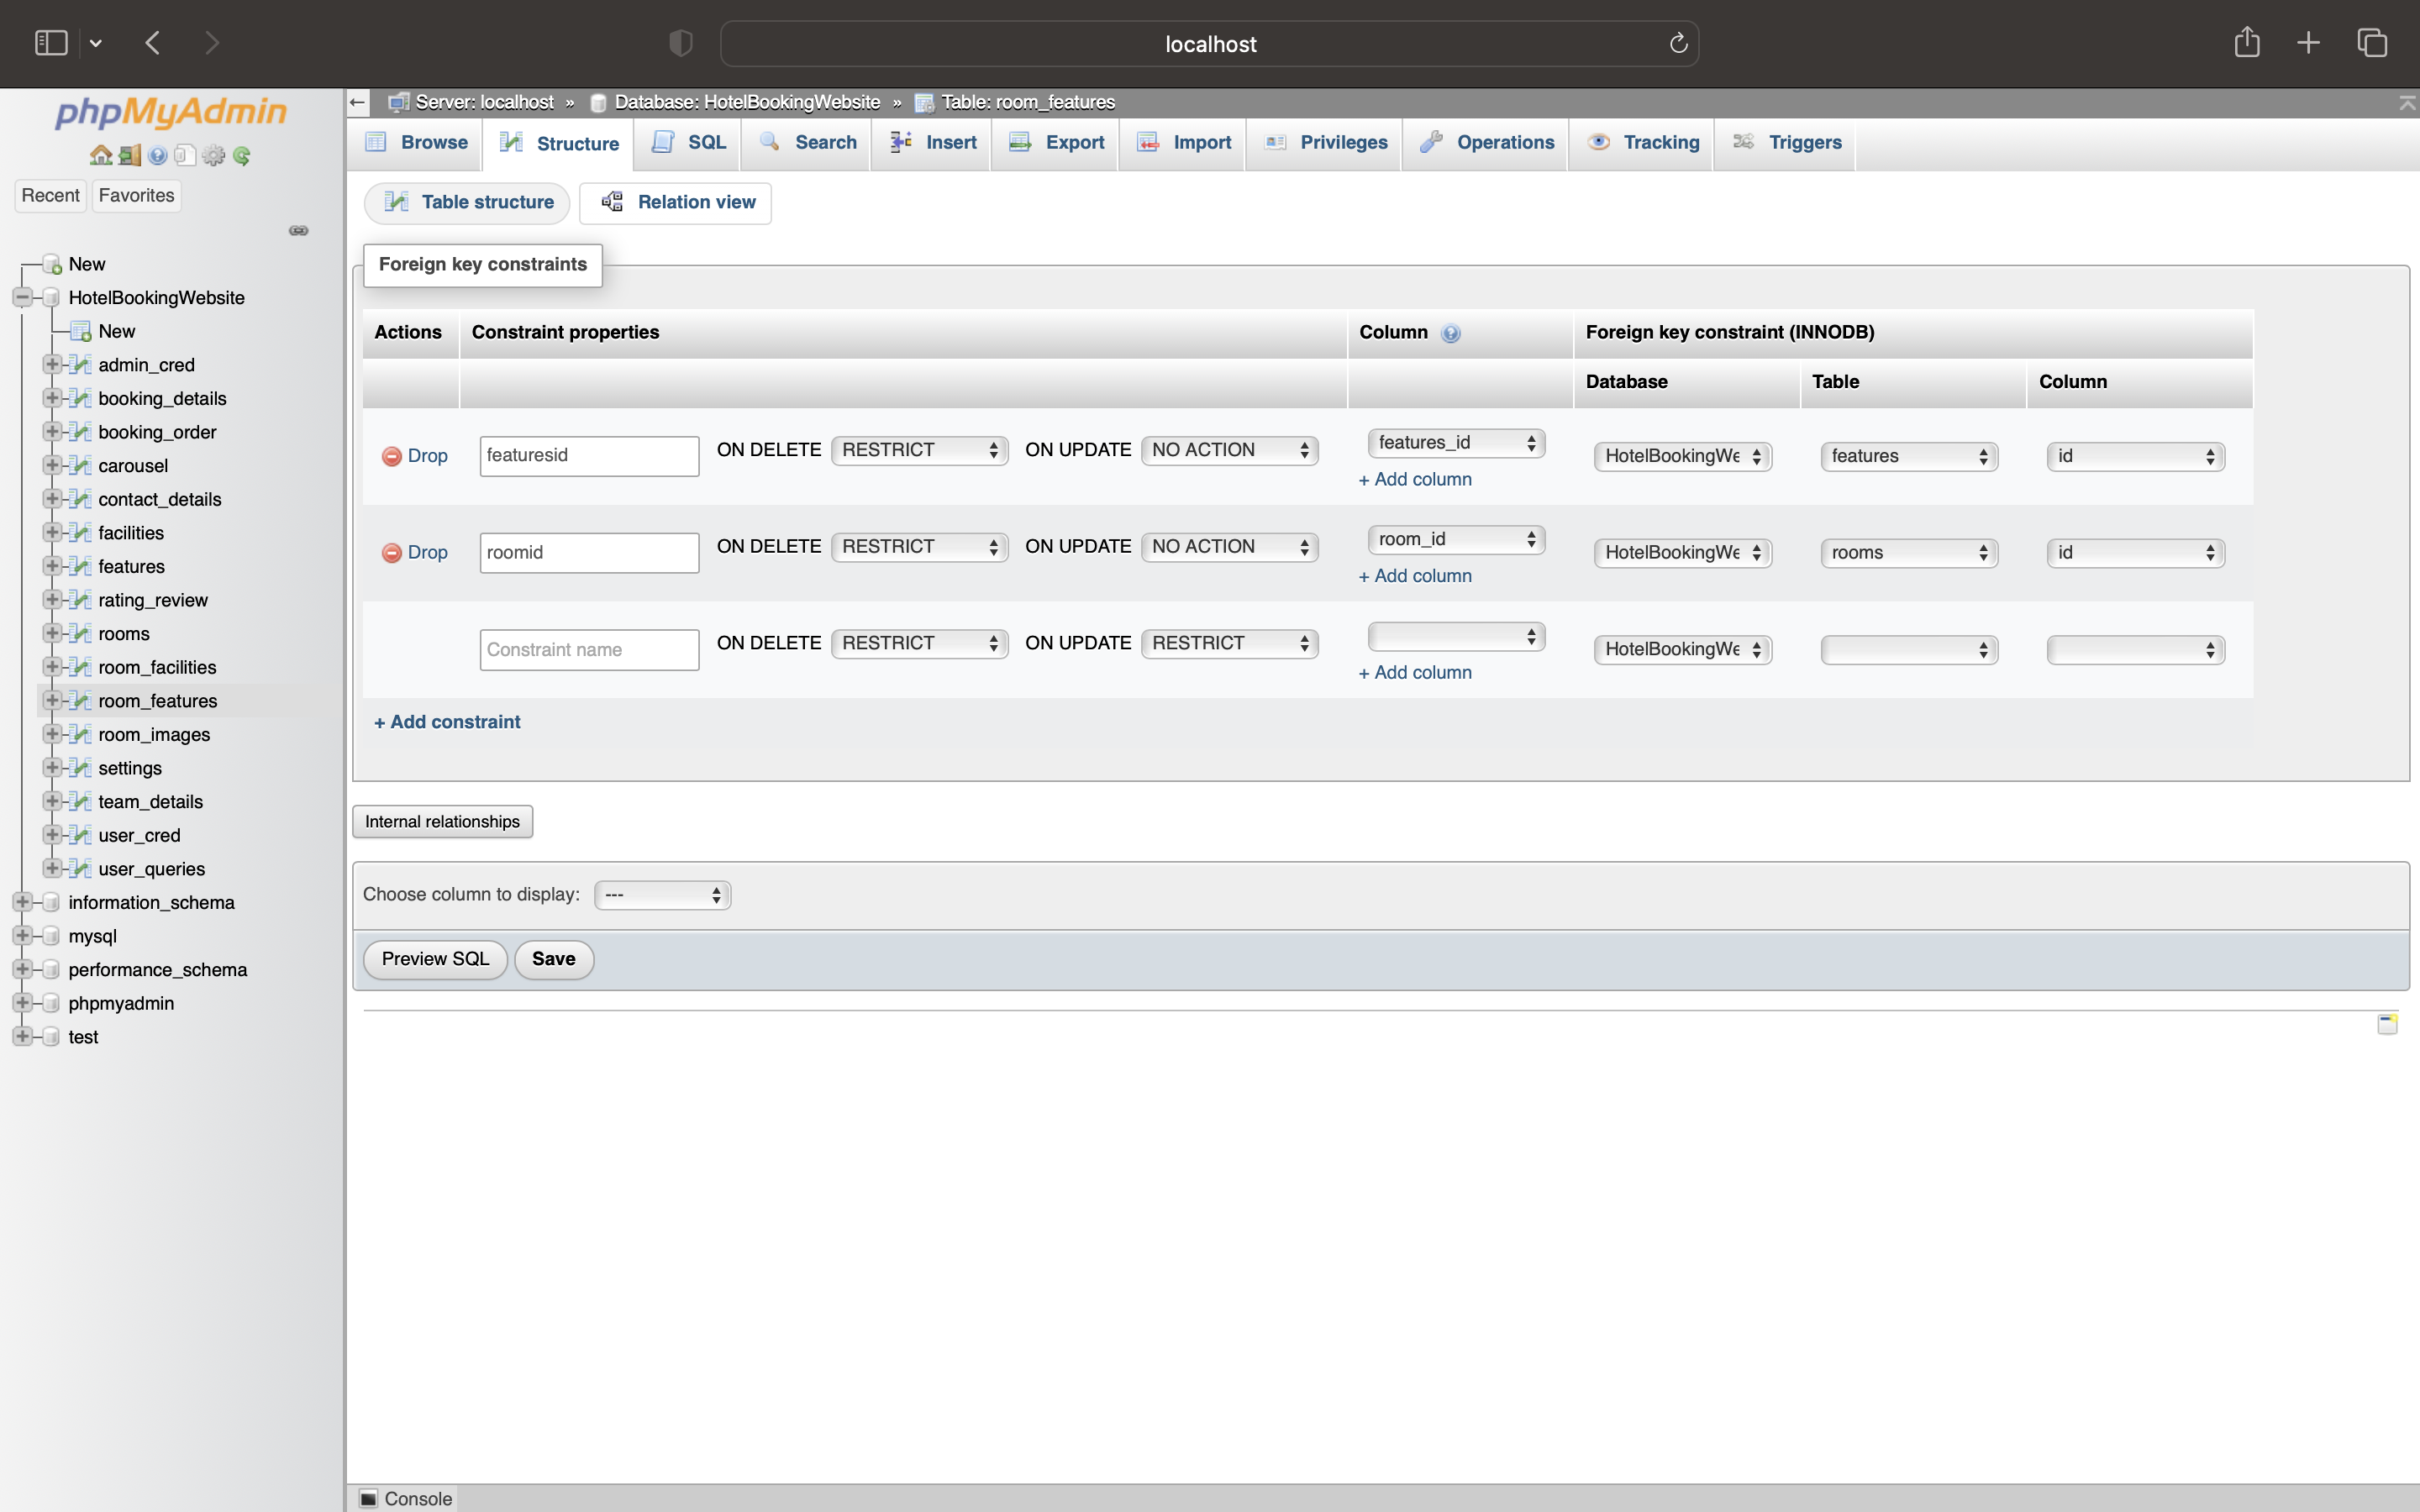 localhost
phpMyAdmin
Recent Favorites
New
HotelBookingWebsite
New
admin_cred
booking_details
booking_order
carousel
contact_details
facilities
features
rating_review
rooms
room_facilities
room_features
room_images
settings
team_details
user_cred
user_queries
information_schema
mysql
performance_schema
phpmyadmin
test
Server: localhost » Database: HotelBookingWebsite » Table: room_features
Browse Structure SQL Search Insert Export Import Privileges Operations Tracking Triggers
Table structure Relation view
Foreign key constraints
Actions Constraint properties Column Foreign key constraint (INNODB)
Database Table Column
Drop featuresid ON DELETE RESTRICT ON UPDATE NO ACTION features_id HotelBookingWe features id
+ Add column
Drop roomid ON DELETE RESTRICT ON UPDATE NO ACTION room_id HotelBookingWe rooms id
+ Add column
Constraint name ON DELETE RESTRICT ON UPDATE RESTRICT HotelBookingWe
+ Add column
+ Add constraint
Internal relationships
Choose column to display: ---
Preview SQL Save
Console